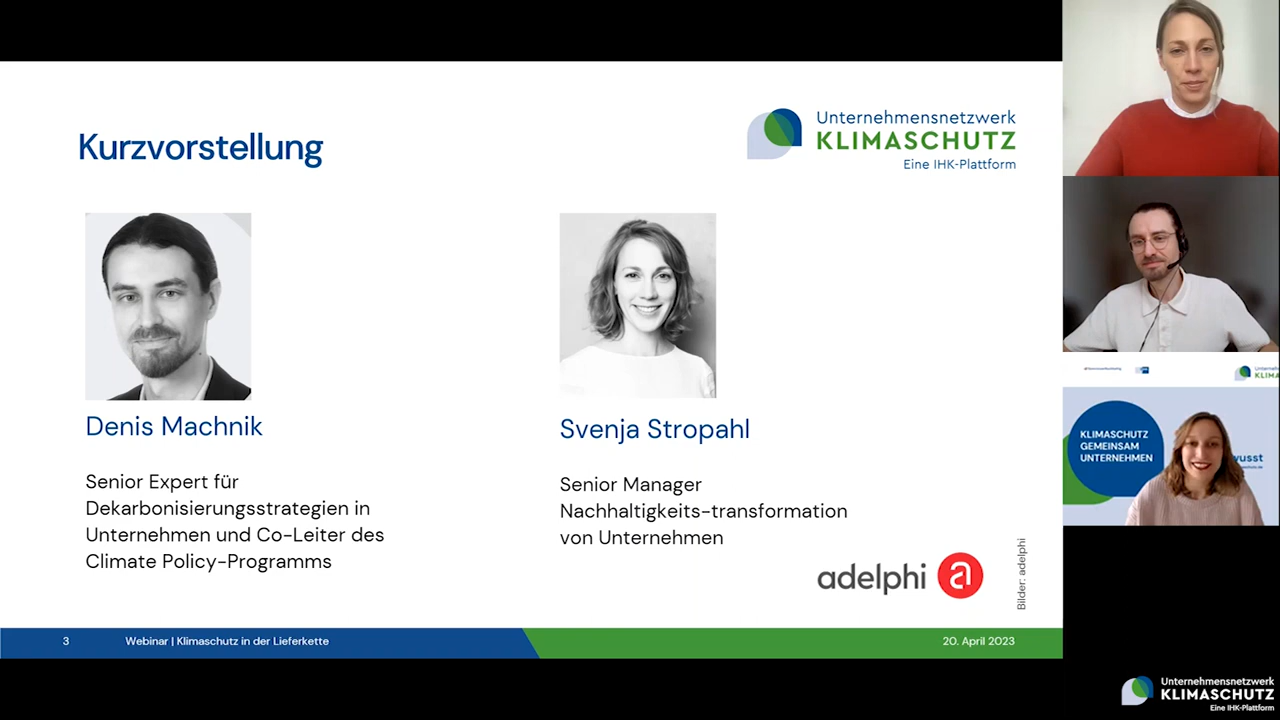 Kurzvorstellung
Unternehmensnetzwerk
KLIMASCHUTZ
Eine IHK-Plattform
Denis Machnik
Senior Expert für
Dekarbonisierungsstrategien in
Unternehmen und Co-Leiter des
Climate Policy-Programms
Svenja Stropahl
Senior Manager
Nachhaltigkeits-transformation
von Unternehmen
adelphi a
Bilder: adelphi
3
Webinar | Klimaschutz in der Lieferkette
20. April 2023
KLIM
KLIMASCHUTZ
GEMEINSAM
UNTERNEHMEN
wusst
Unternehmensnetzwerk
KLIMASCHUTZ
Eine IHK-Plattform